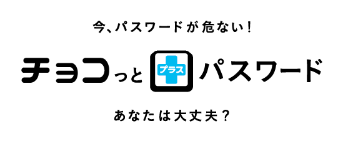 今、パスワードが危ない！
チョコっとプラスパスワード
あなたは大丈夫？